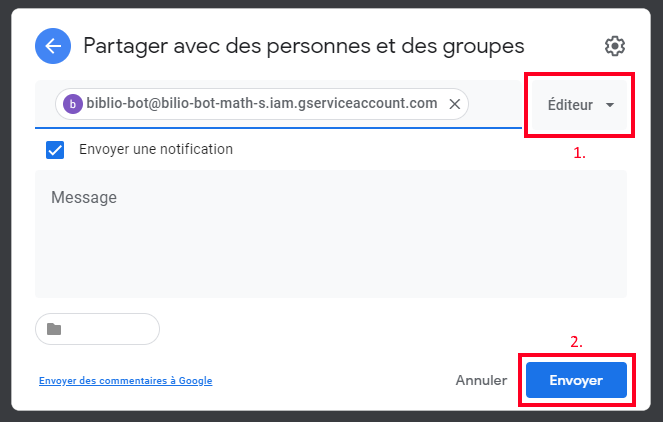 Partager avec des personnes et des groupes
b biblio-bot@bilio-bot-math-s.iam.gserviceaccount.com
Éditeur
1.
Envoyer une notification
Message
2.
Envoyer des commentaires à Google
Annuler
Envoyer